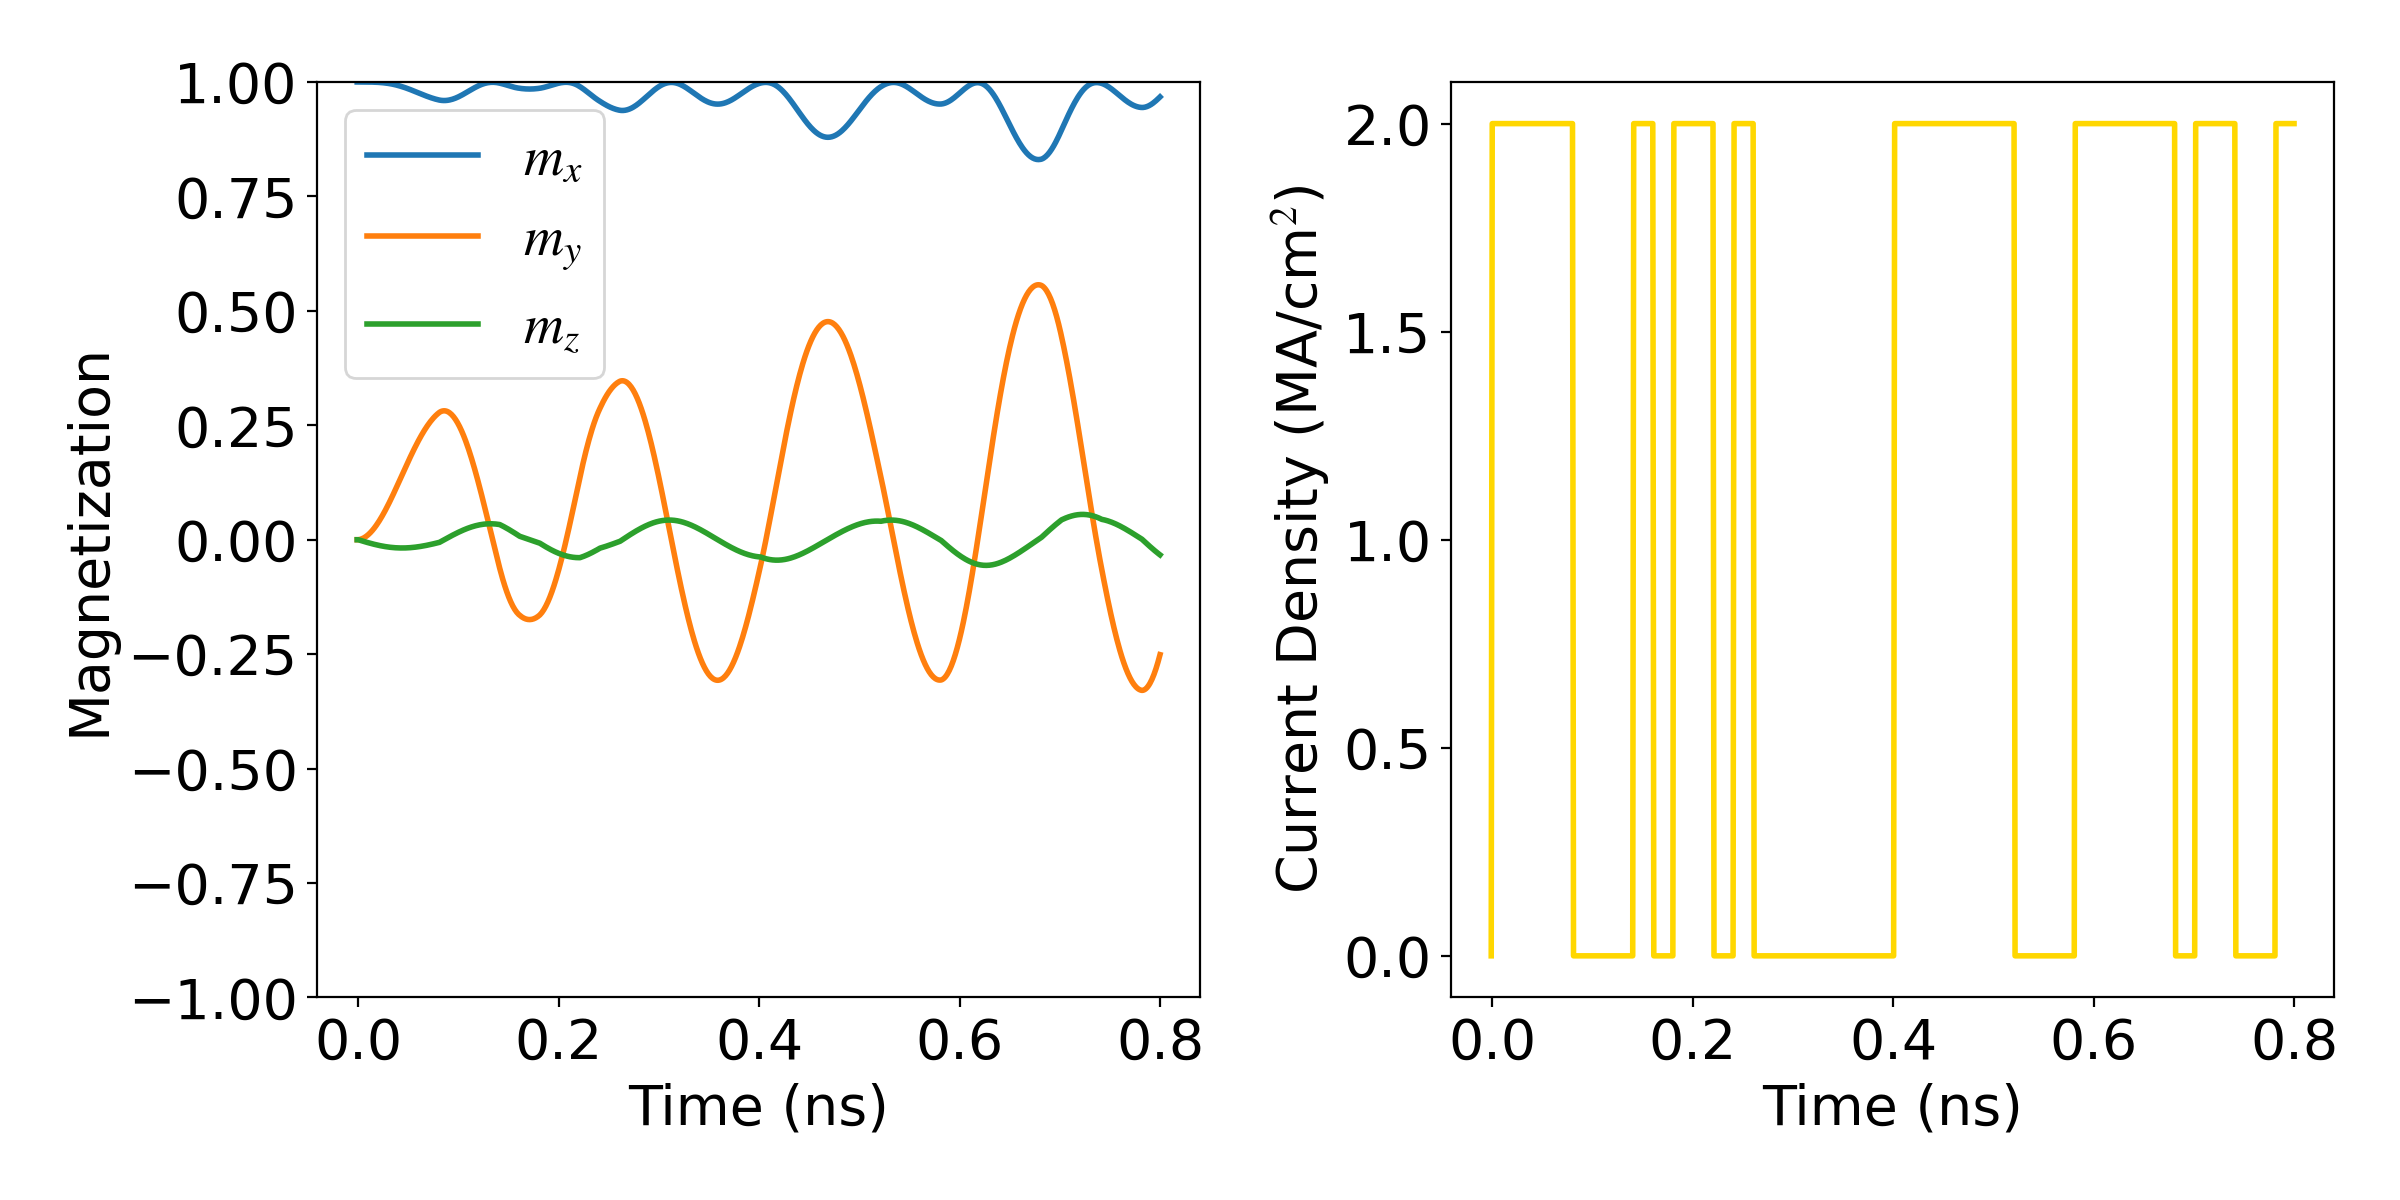 1.00
0.75
0.50
0.25
0.00
−0.25
−0.50
−0.75
−1.00
Magnetization
m_x
m_y
m_z
0.0 0.2 0.4 0.6 0.8
Time (ns)
2.0
1.5
1.0
0.5
0.0
Current Density (MA/cm²)
0.0 0.2 0.4 0.6 0.8
Time (ns)